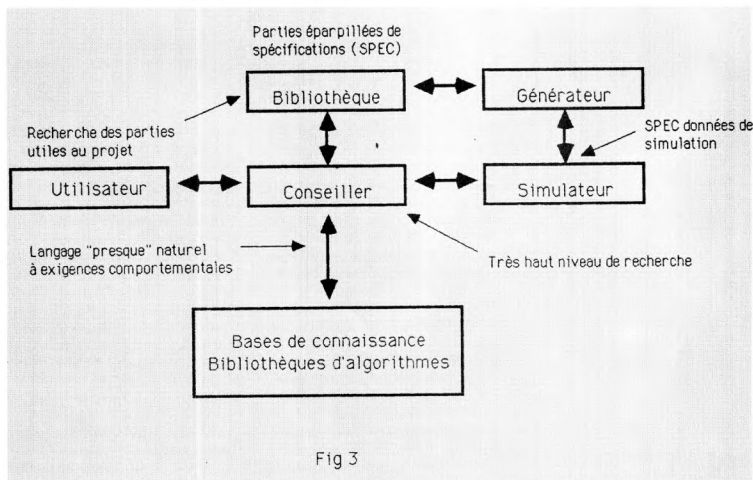 Parties éparpillées de
spécifications (SPEC)
Bibliothèque
Générateur
Recherche des parties
utiles au projet
SPEC données de
simulation
Utilisateur
Conseiller
Simulateur
Langage "presque" naturel
à exigences comportementales
Très haut niveau de recherche
Bases de connaissance
Bibliothèques d'algorithmes
Fig 3